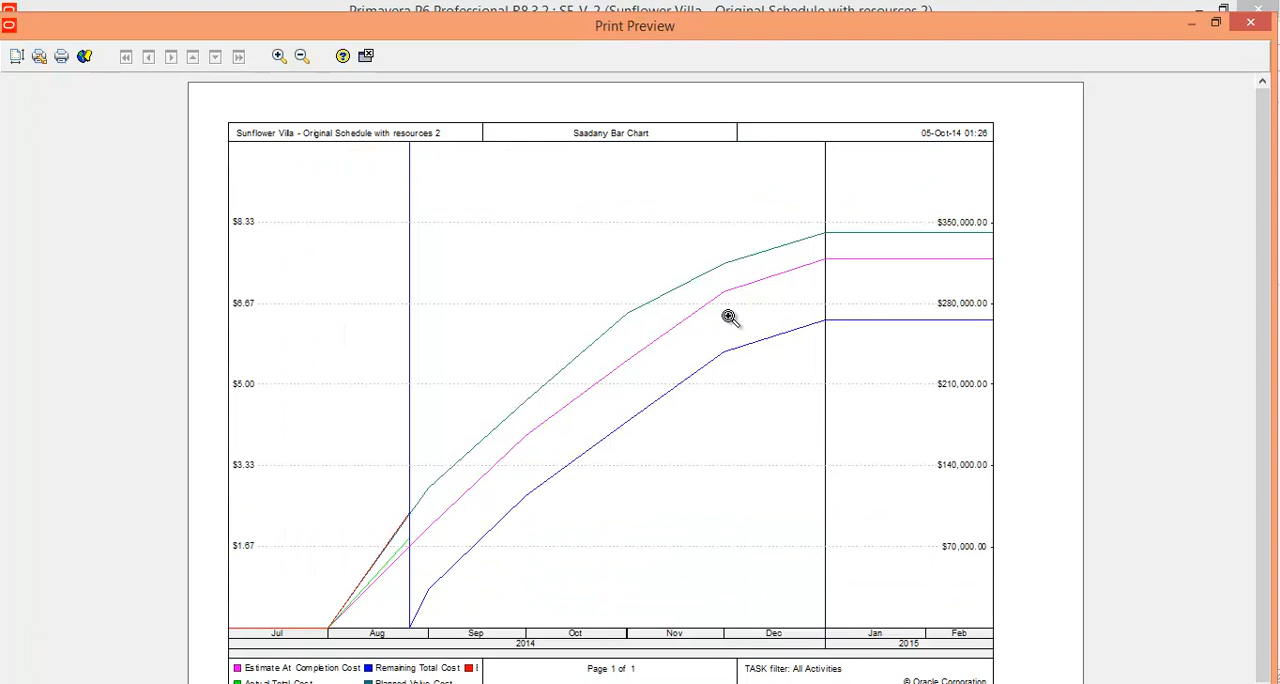 Primavera P6 Professional R8.3.2 : SF-V-2 (Sunflower Villa - Original Schedule with resources 2)
Print Preview
Sunflower Villa - Original Schedule with resources 2
Saadany Bar Chart
05-Oct-14 01:26
$8.33
$350,000.00
$6.67
$280,000.00
$5.00
$210,000.00
$3.33
$140,000.00
$1.67
$70,000.00
Jul Aug Sep Oct Nov Dec Jan Feb
2014 2015
Estimate At Completion Cost Remaining Total Cost
Page 1 of 1
TASK filter: All Activities
Actual Total Cost Planned Value Cost
© Oracle Corporation